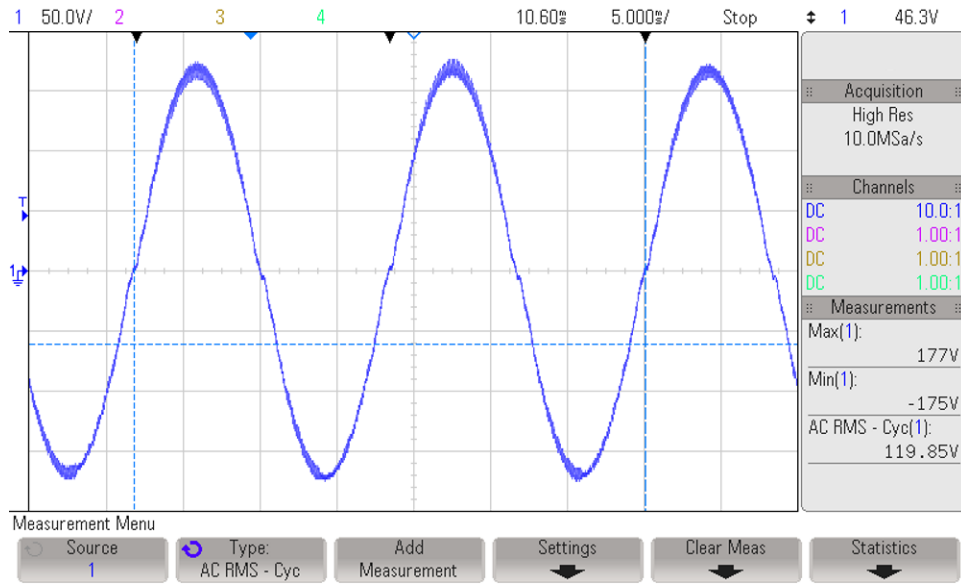 1 50.0V/ 2 3 4 10.60ms 5.000ms/ Stop 1 46.3V
T
1
Acquisition
High Res
10.0MSa/s
Channels
DC 10.0:1
DC 1.00:1
DC 1.00:1
DC 1.00:1
Measurements
Max(1):
177V
Min(1):
-175V
AC RMS - Cyc(1):
119.85V
Measurement Menu
Source
1
Type:
AC RMS - Cyc
Add
Measurement
Settings
Clear Meas
Statistics